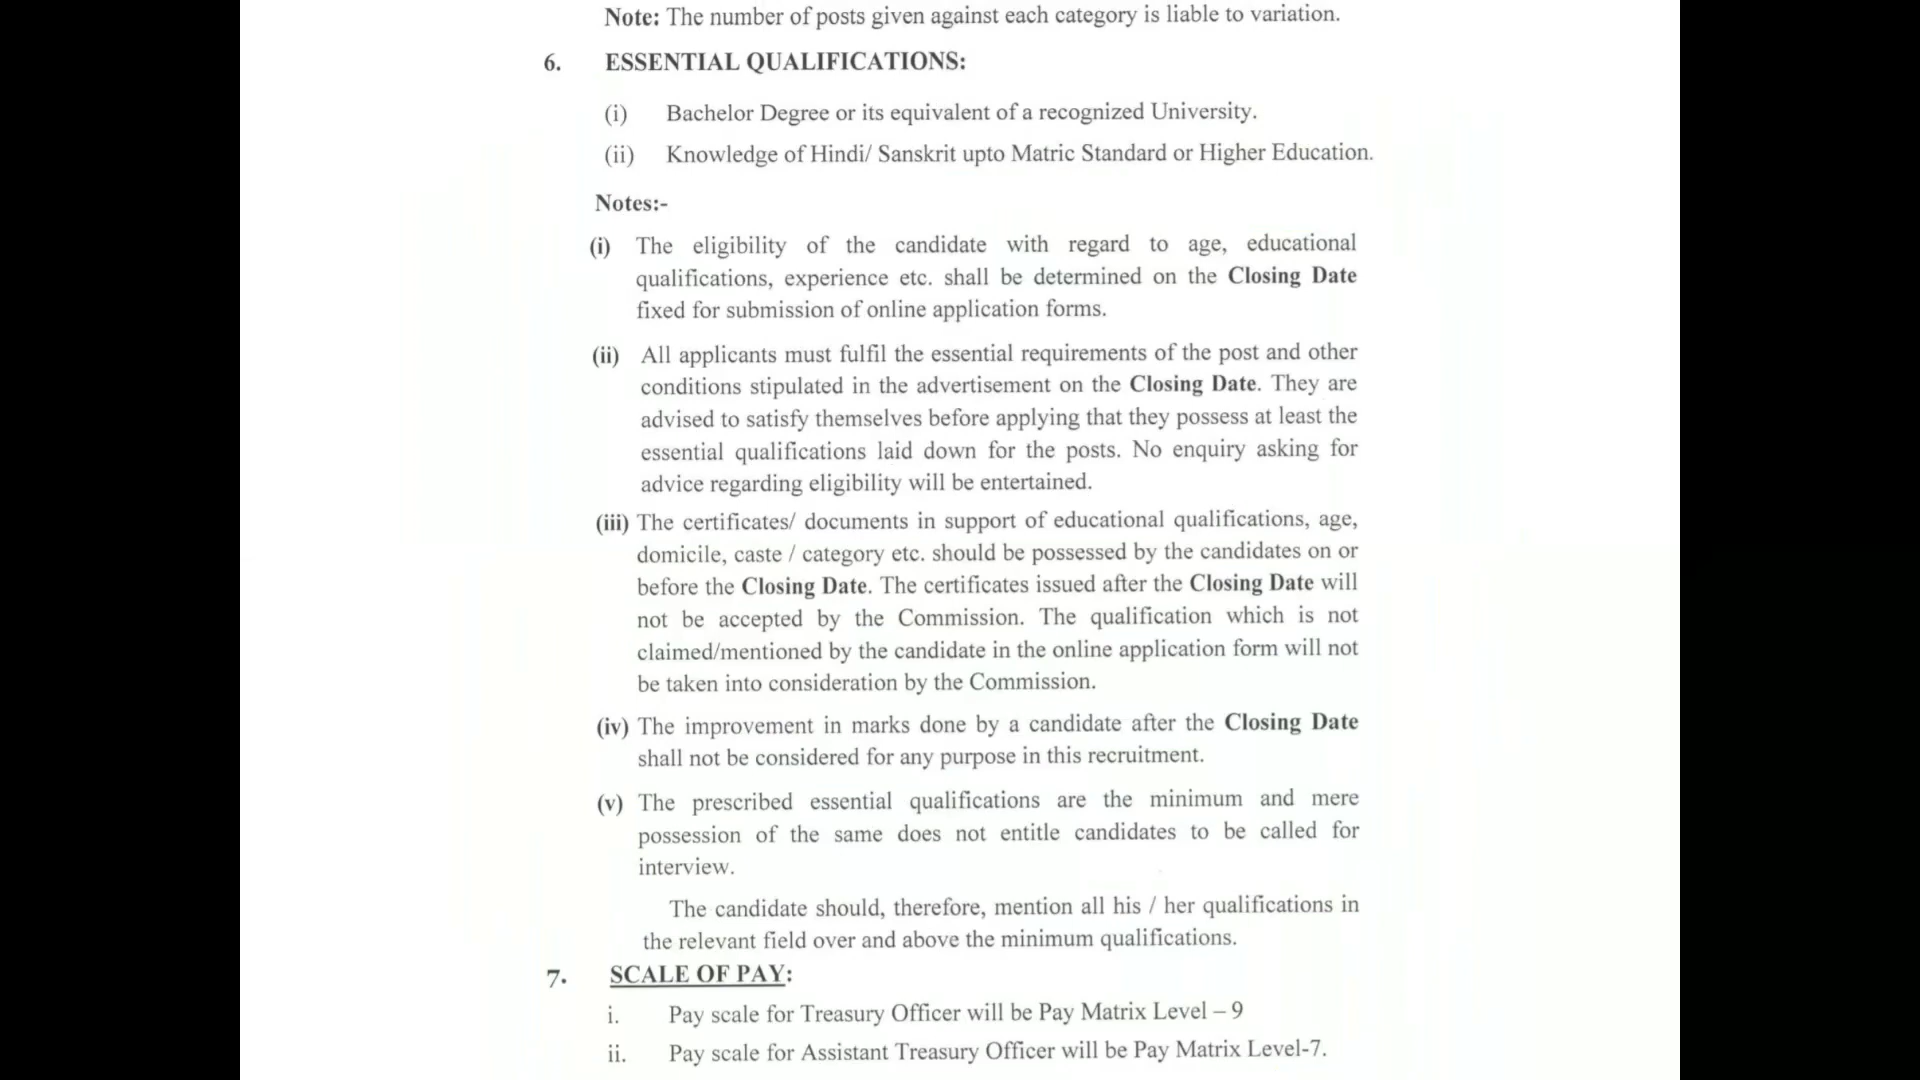 Note: The number of posts given against each category is liable to variation.
6. ESSENTIAL QUALIFICATIONS:
(i) Bachelor Degree or its equivalent of a recognized University.
(ii) Knowledge of Hindi/ Sanskrit upto Matric Standard or Higher Education.
Notes:-
(i) The eligibility of the candidate with regard to age, educational
qualifications, experience etc. shall be determined on the Closing Date
fixed for submission of online application forms.
(ii) All applicants must fulfil the essential requirements of the post and other
conditions stipulated in the advertisement on the Closing Date. They are
advised to satisfy themselves before applying that they possess at least the
essential qualifications laid down for the posts. No enquiry asking for
advice regarding eligibility will be entertained.
(iii) The certificates/ documents in support of educational qualifications, age,
domicile, caste / category etc. should be possessed by the candidates on or
before the Closing Date. The certificates issued after the Closing Date will
not be accepted by the Commission. The qualification which is not
claimed/mentioned by the candidate in the online application form will not
be taken into consideration by the Commission.
(iv) The improvement in marks done by a candidate after the Closing Date
shall not be considered for any purpose in this recruitment.
(v) The prescribed essential qualifications are the minimum and mere
possession of the same does not entitle candidates to be called for
interview.
The candidate should, therefore, mention all his / her qualifications in
the relevant field over and above the minimum qualifications.
7. SCALE OF PAY:
i. Pay scale for Treasury Officer will be Pay Matrix Level – 9
ii. Pay scale for Assistant Treasury Officer will be Pay Matrix Level-7.